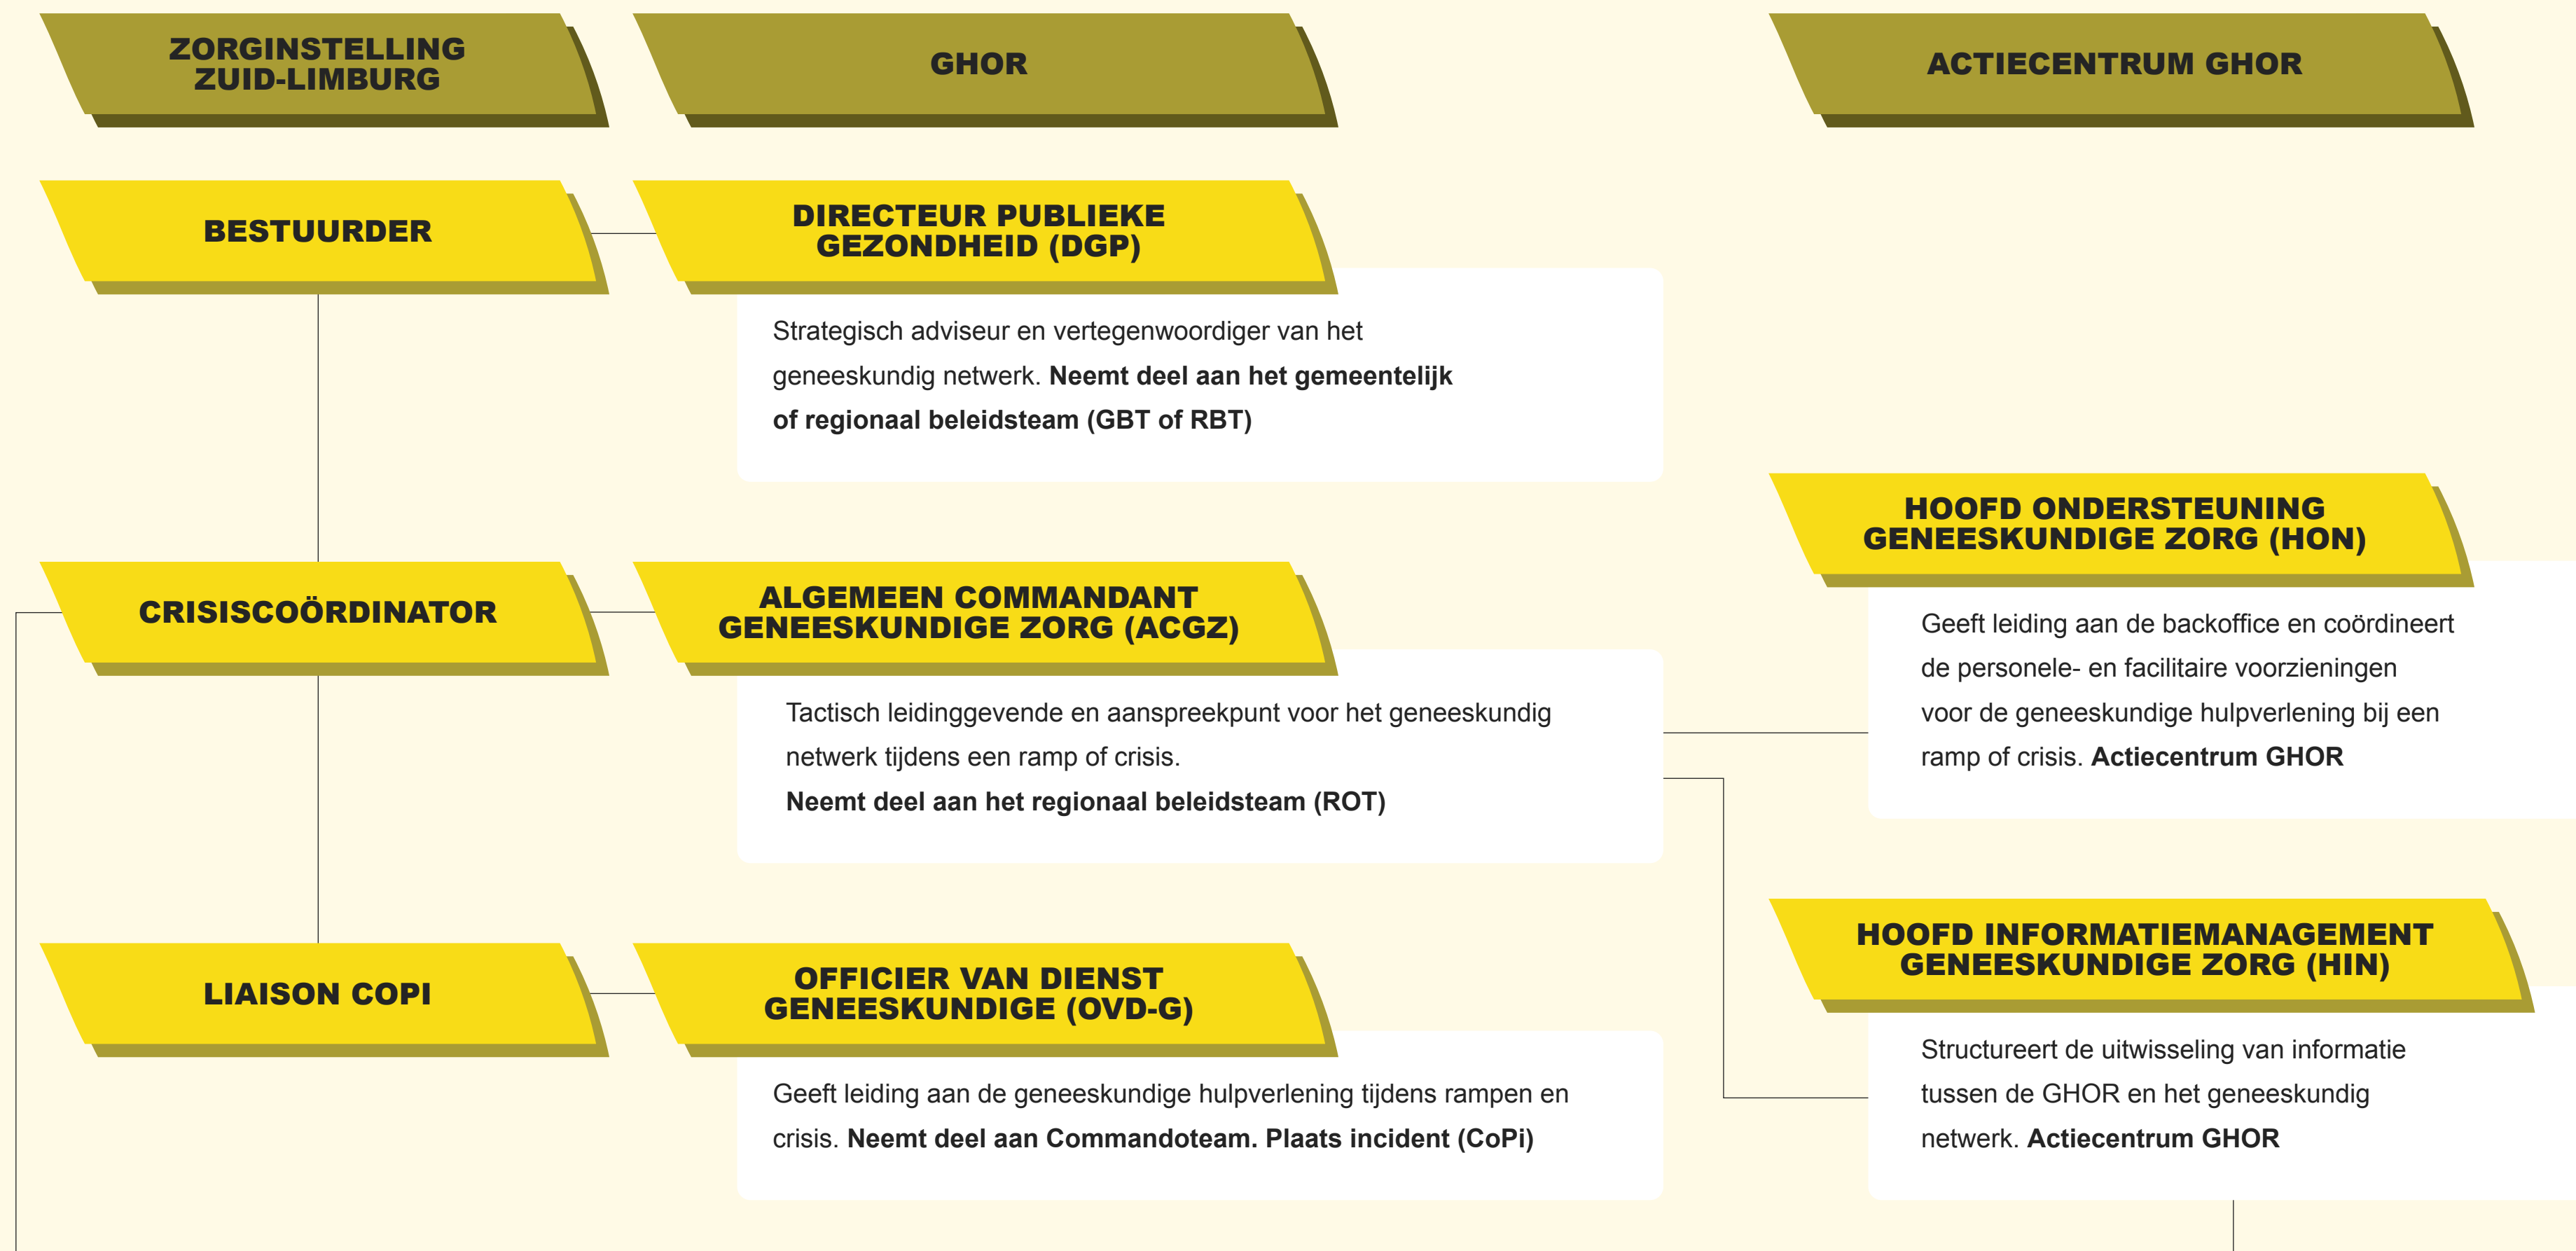 ZORGINSTELLING
ZUID-LIMBURG
GHOR
ACTIECENTRUM GHOR
BESTUURDER
DIRECTEUR PUBLIEKE
GEZONDHEID (DGP)
Strategisch adviseur en vertegenwoordiger van het
geneeskundig netwerk. Neemt deel aan het gemeentelijk
of regionaal beleidsteam (GBT of RBT)
HOOFD ONDERSTEUNING
GENEESKUNDIGE ZORG (HON)
Geeft leiding aan de backoffice en coördineert
de personele- en facilitaire voorzieningen
voor de geneeskundige hulpverlening bij een
ramp of crisis. Actiecentrum GHOR
CRISISCOÖRDINATOR
ALGEMEEN COMMANDANT
GENEESKUNDIGE ZORG (ACGZ)
Tactisch leidinggevende en aanspreekpunt voor het geneeskundig
netwerk tijdens een ramp of crisis.
Neemt deel aan het regionaal beleidsteam (ROT)
HOOFD INFORMATIEMANAGEMENT
GENEESKUNDIGE ZORG (HIN)
Structureert de uitwisseling van informatie
tussen de GHOR en het geneeskundig
netwerk. Actiecentrum GHOR
LIAISON COPI
OFFICIER VAN DIENST
GENEESKUNDIGE (OVD-G)
Geeft leiding aan de geneeskundige hulpverlening tijdens rampen en
crisis. Neemt deel aan Commandoteam. Plaats incident (CoPi)